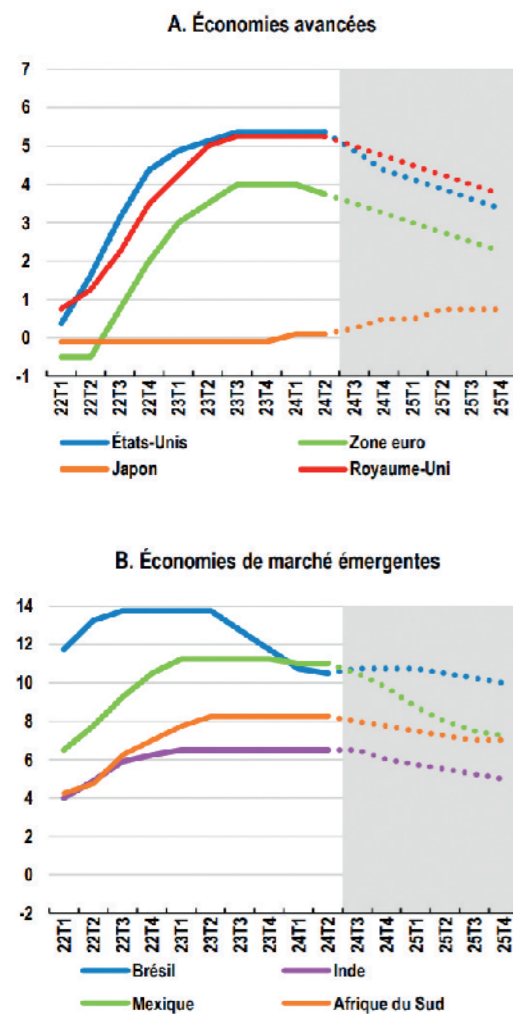 A. Économies avancées
7
6
5
4
3
2
1
0
-1
22T1 22T2 22T3 22T4 23T1 23T2 23T3 23T4 24T1 24T2 24T3 24T4 25T1 25T2 25T3 25T4
États-Unis Zone euro
Japon Royaume-Uni
B. Économies de marché émergentes
14
12
10
8
6
4
2
0
-2
22T1 22T2 22T3 22T4 23T1 23T2 23T3 23T4 24T1 24T2 24T3 24T4 25T1 25T2 25T3 25T4
Brésil Inde
Mexique Afrique du Sud